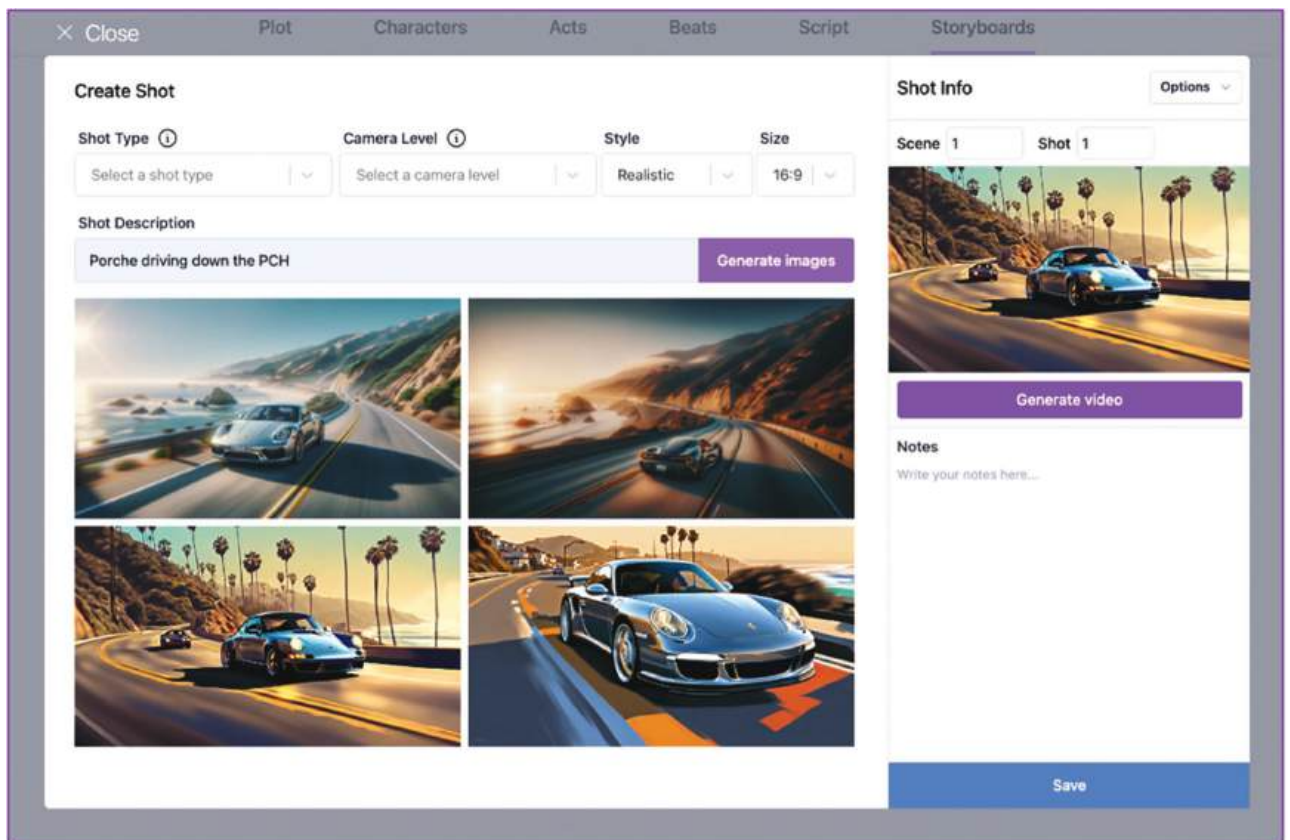 × Close Plot Characters Acts Beats Script Storyboards
Create Shot
Shot Type Camera Level Style Size
Select a shot type Select a camera level Realistic 16:9
Shot Description
Porche driving down the PCH Generate images
Shot Info Options
Scene 1 Shot 1
Generate video
Notes
Write your notes here...
Save